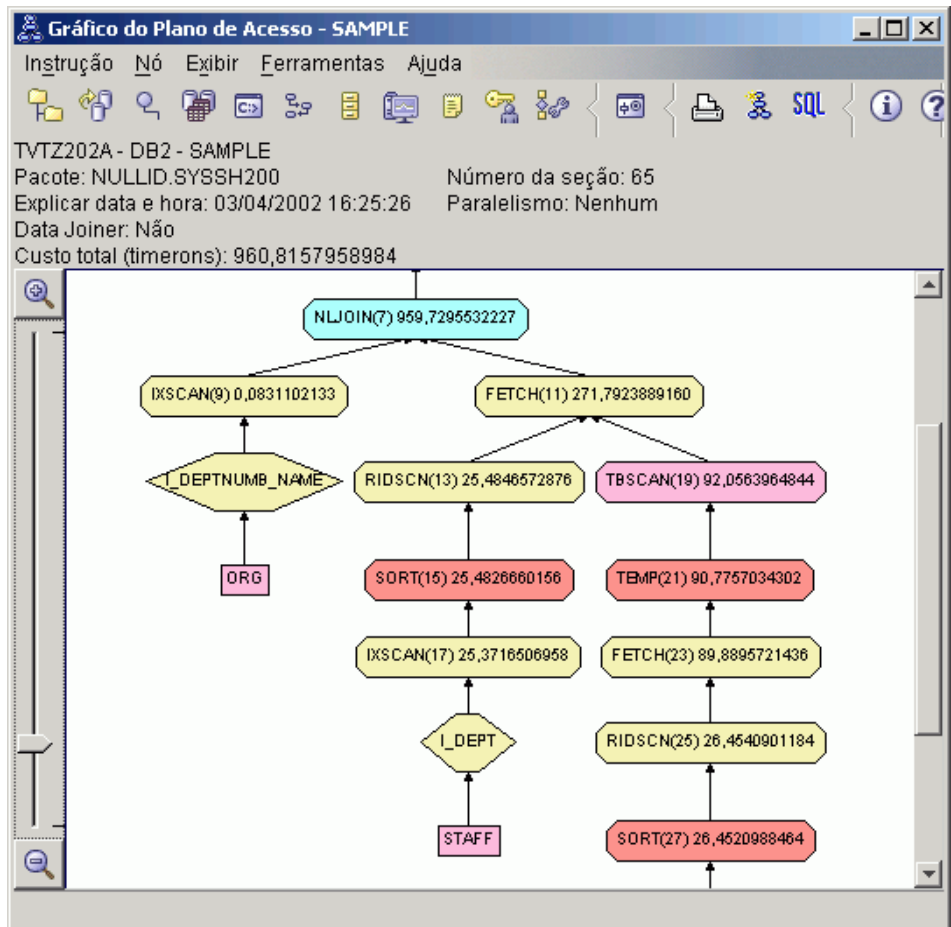 Gráfico do Plano de Acesso - SAMPLE
Instrução Nó Exibir Ferramentas Ajuda
SQL
TVTZ202A - DB2 - SAMPLE
Pacote: NULLID.SYSSH200 Número da seção: 65
Explicar data e hora: 03/04/2002 16:25:26 Paralelismo: Nenhum
Data Joiner: Não
Custo total (timerons): 960,8157958984
NLJOIN(7) 959,7295532227
IXSCAN(9) 0,0831102133 FETCH(11) 271,7923889160
I_DEPTNUMB_NAME RIDSCN(13) 25,4846572876 TBSCAN(19) 92,0563964844
ORG SORT(15) 25,4826660156 TEMP(21) 90,7757034302
IXSCAN(17) 25,3716506958 FETCH(23) 89,8895721436
I_DEPT RIDSCN(25) 26,4540901184
STAFF SORT(27) 26,4520988464